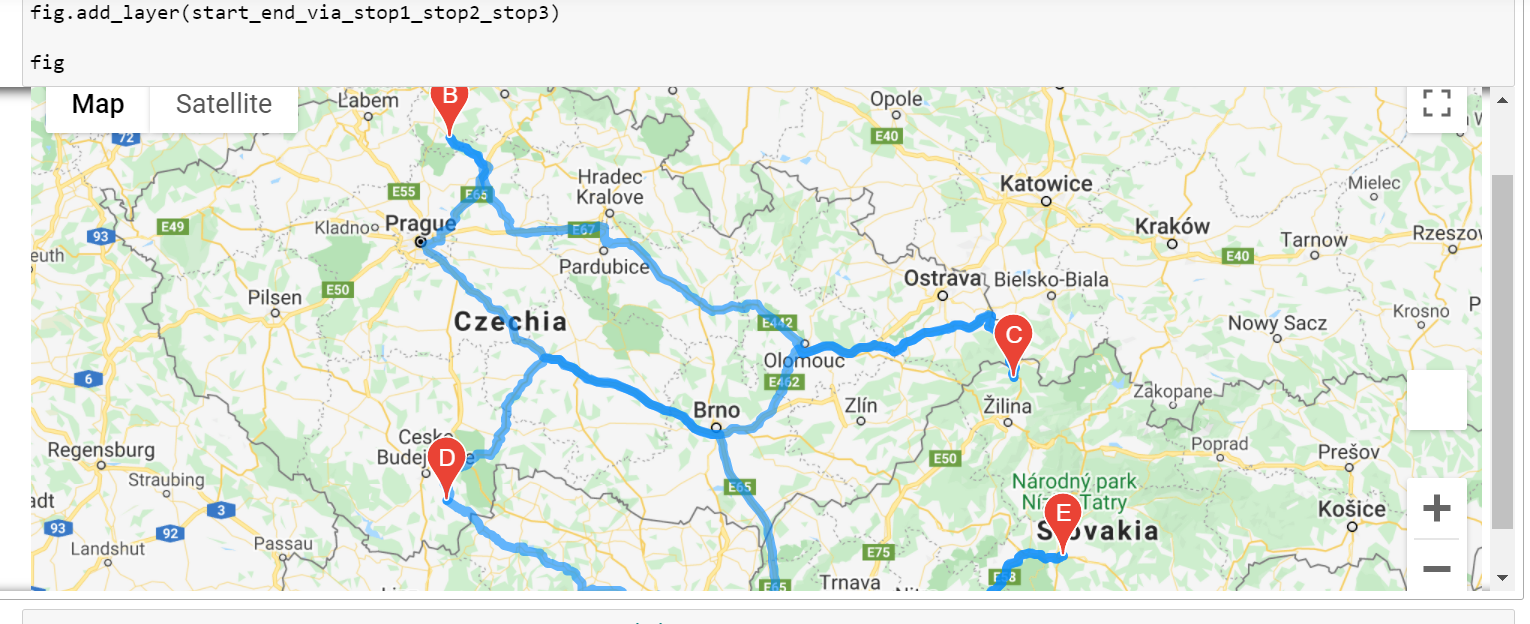 fig.add_layer(start_end_via_stop1_stop2_stop3)
fig
Map
Satellite
Labem
B
Opole
E40
72
E55
E65
Hradec
Kralove
Katowice
Mielec
E49
Kladno
Prague
E67
Kraków
Tarnow
Rzeszow
93
euth
Pardubice
E40
E50
Pilsen
Ostrava
Bielsko-Biala
Krosno
P
Czechia
E442
C
Nowy Sacz
Olomouc
6
E462
Zakopane
Brno
Zlín
Žilina
Ceske
Budejovice
D
Regensburg
E50
Poprad
Prešov
Straubing
Národný park
Nízke Tatry
E
Slovakia
adt
3
E65
Košice
93
92
Landshut
Passau
E75
Trnava
E58
E65